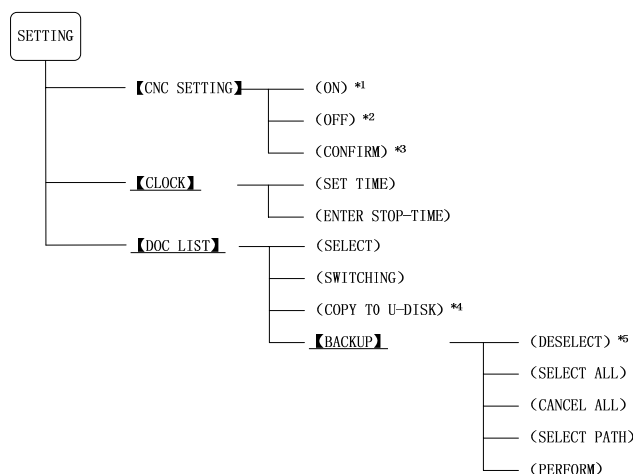 SETTING
【CNC SETTING】 (ON) *1
(OFF) *2
(CONFIRM) *3
【CLOCK】 (SET TIME)
(ENTER STOP-TIME)
【DOC LIST】 (SELECT)
(SWITCHING)
(COPY TO U-DISK) *4
【BACKUP】 (DESELECT) *5
(SELECT ALL)
(CANCEL ALL)
(SELECT PATH)
(PERFORM)